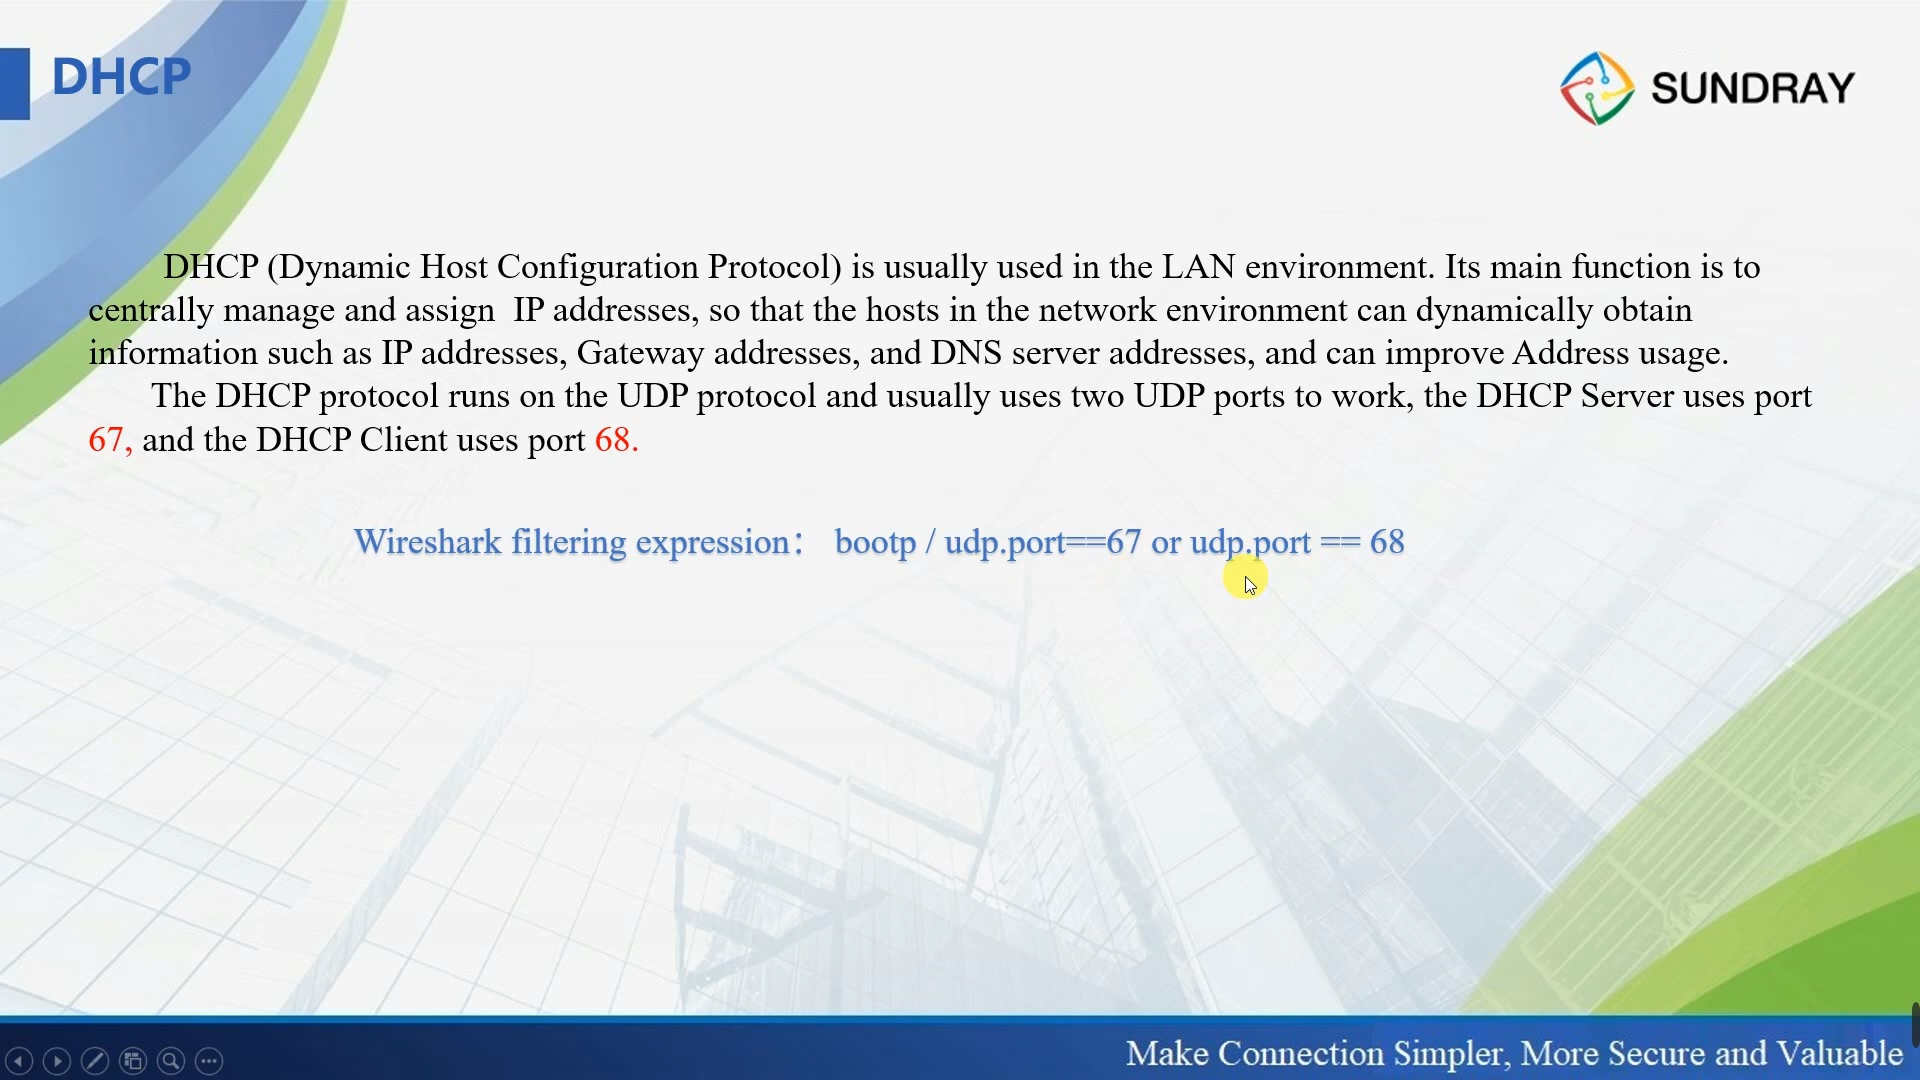 DHCP
SUNDRAY
DHCP (Dynamic Host Configuration Protocol) is usually used in the LAN environment. Its main function is to
centrally manage and assign  IP addresses, so that the hosts in the network environment can dynamically obtain
information such as IP addresses, Gateway addresses, and DNS server addresses, and can improve Address usage.
The DHCP protocol runs on the UDP protocol and usually uses two UDP ports to work, the DHCP Server uses port
67, and the DHCP Client uses port 68.
Wireshark filtering expression： bootp / udp.port==67 or udp.port == 68
Make Connection Simpler, More Secure and Valuable